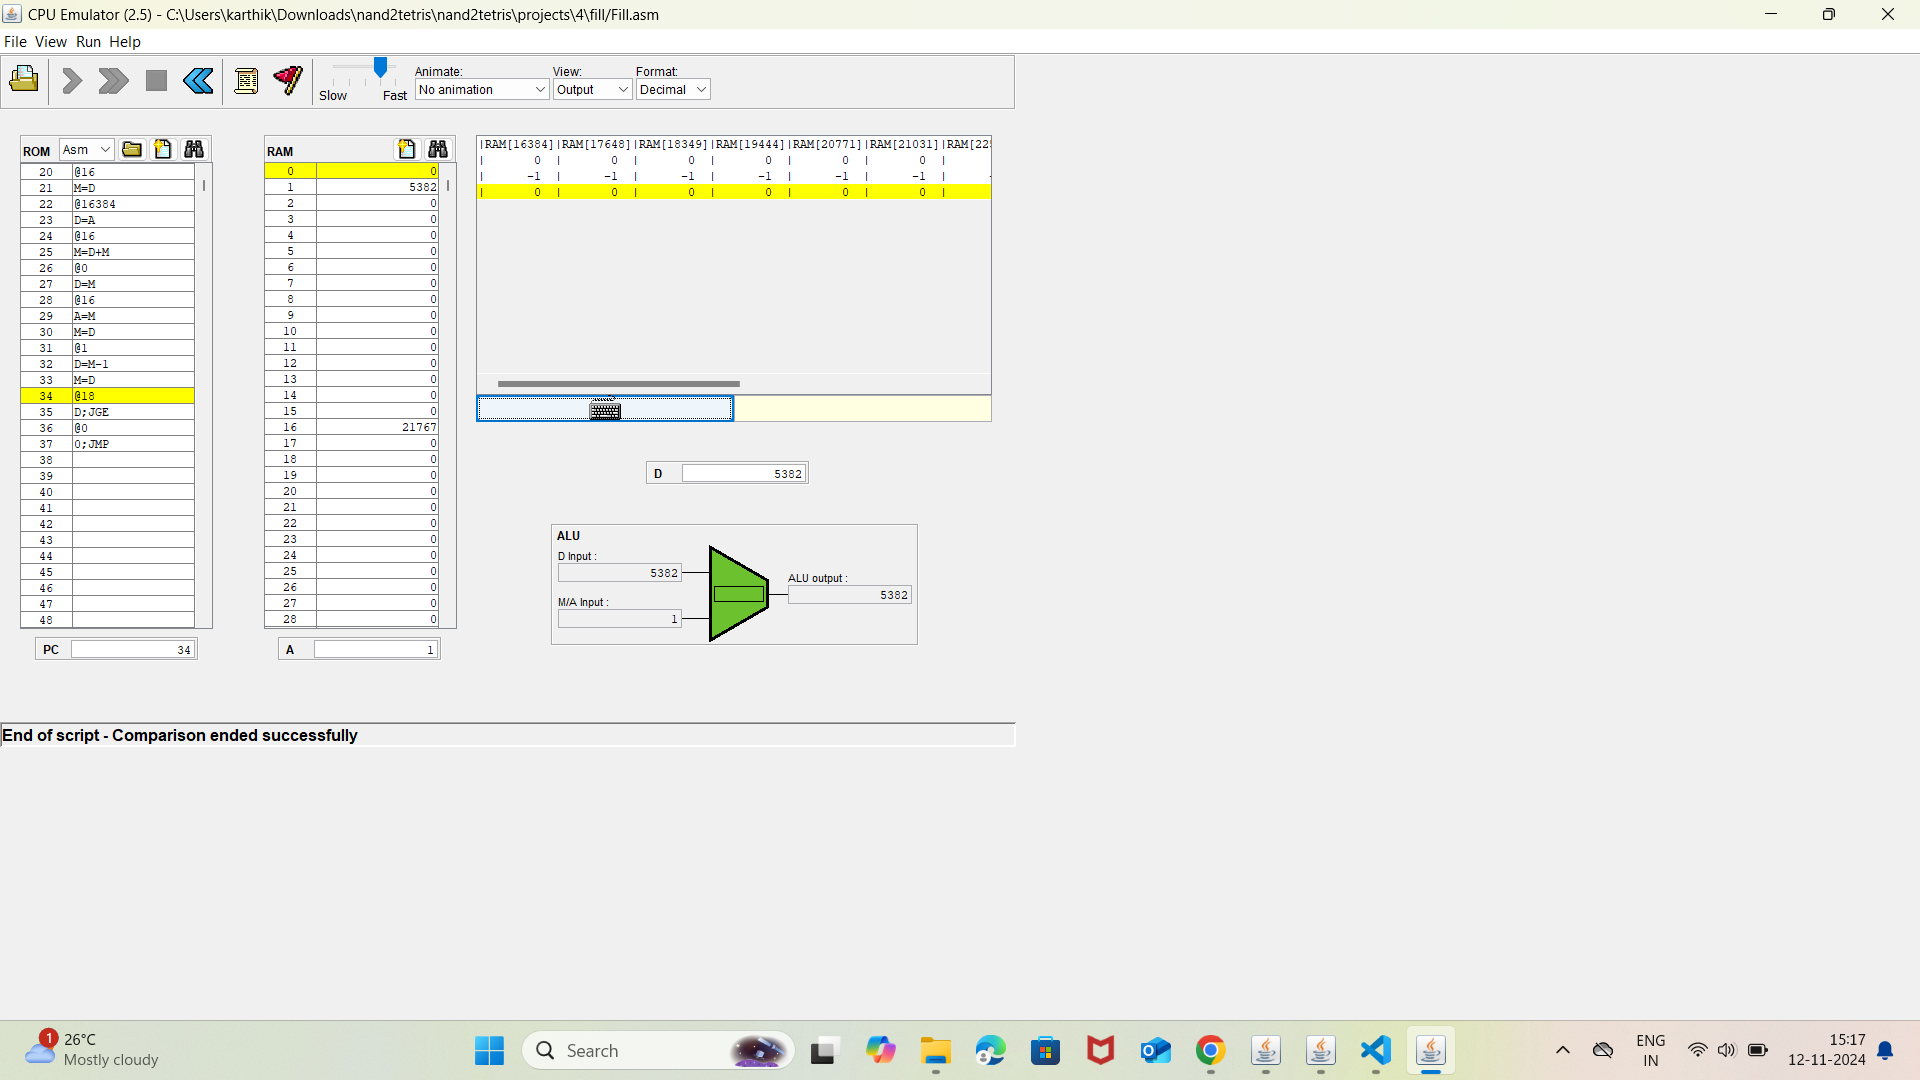 CPU Emulator (2.5) - C:\Users\karthik\Downloads\nand2tetris\nand2tetris\projects\4\fill/Fill.asm
File View Run Help
Animate: View: Format:
Slow Fast No animation Output Decimal
ROM Asm
20 @16
21 M=D
22 @16384
23 D=A
24 @16
25 M=D+M
26 @0
27 D=M
28 @16
29 A=M
30 M=D
31 @1
32 D=M-1
33 M=D
34 @18
35 D;JGE
36 @0
37 0;JMP
38
39
40
41
42
43
44
45
46
47
48
PC 34
RAM
0 0
1 5382
2 0
3 0
4 0
5 0
6 0
7 0
8 0
9 0
10 0
11 0
12 0
13 0
14 0
15 0
16 21767
17 0
18 0
19 0
20 0
21 0
22 0
23 0
24 0
25 0
26 0
27 0
28 0
A 1
|RAM[16384]|RAM[17648]|RAM[18349]|RAM[19444]|RAM[20771]|RAM[21031]|RAM[225
| 0 | 0 | 0 | 0 | 0 | 0 |
| -1 | -1 | -1 | -1 | -1 | -1 |
| 0 | 0 | 0 | 0 | 0 | 0 |
D 5382
ALU
D Input :
5382
M/A Input :
1
ALU output :
5382
End of script - Comparison ended successfully
1
26°C
Mostly cloudy
Search
ENG
IN
15:17
12-11-2024